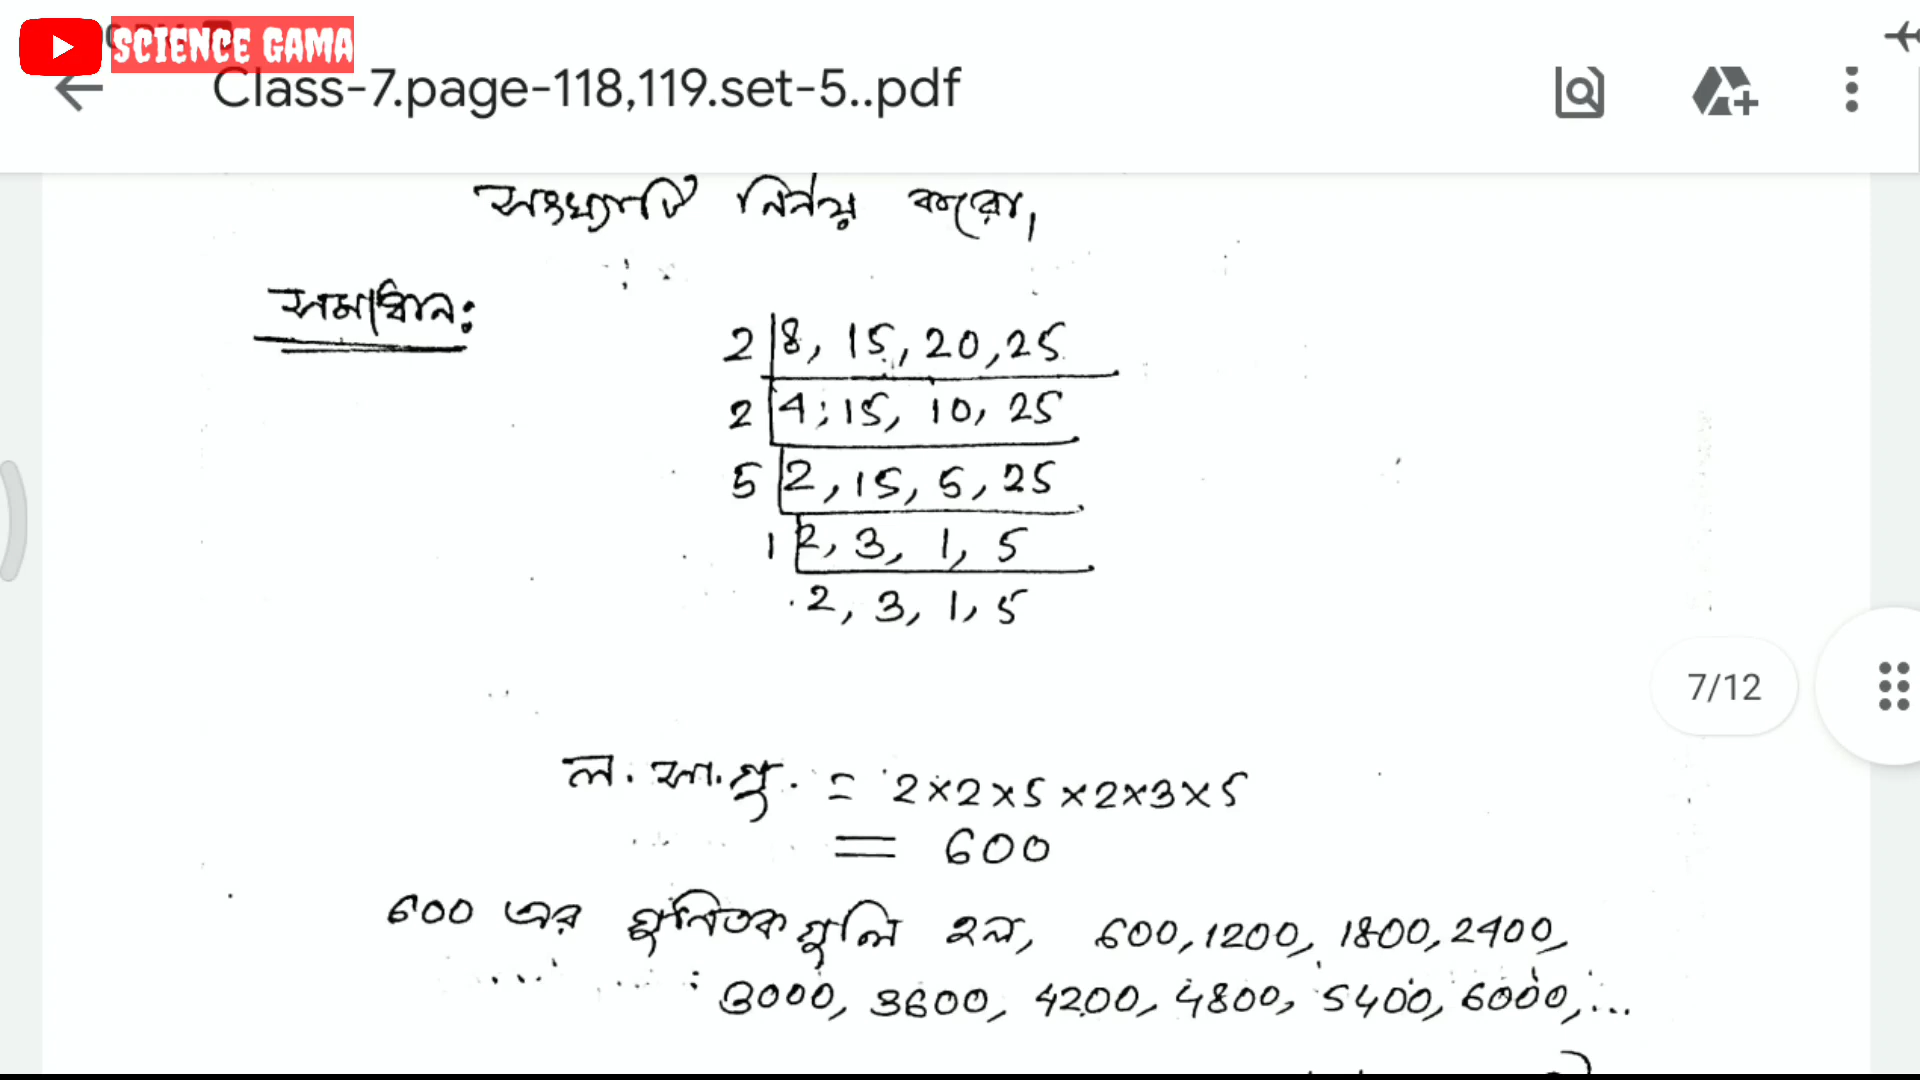 SCIENCE GAMA
Class-7.page-118,119.set-5..pdf
সংখ্যাটি নির্নয় করো,
সমাধান:
2 8, 15, 20, 25
2 4, 15, 10, 25
5 2, 15, 5, 25
1 2, 3, 1, 5
2, 3, 1, 5
7/12
ল. সা. গু. = 2×2×5×2×3×5
= 600
600 এর গুনিতক গুলি হল, 600, 1200, 1800, 2400,
3000, 3600, 4200, 4800, 5400, 6000, ...